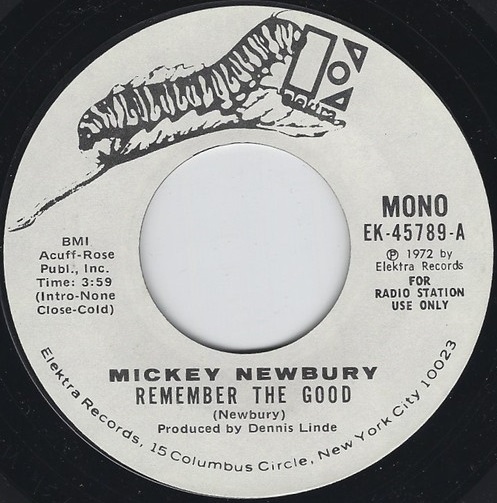 MONO
EK-45789-A
Ⓟ 1972 by
Elektra Records
FOR
RADIO STATION
USE ONLY
BMI
Acuff-Rose
Publ., Inc.
Time: 3:59
(Intro-None
Close-Cold)
MICKEY NEWBURY
REMEMBER THE GOOD
(Newbury)
Produced by Dennis Linde
Elektra Records, 15 Columbus Circle, New York City 10023